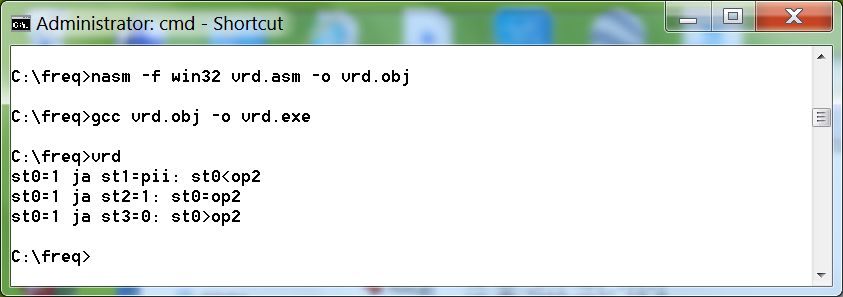 Administrator: cmd - Shortcut
C:\freq>nasm -f win32 vrd.asm -o vrd.obj
C:\freq>gcc vrd.obj -o vrd.exe
C:\freq>vrd
st0=1 ja st1=pii: st0<op2
st0=1 ja st2=1: st0=op2
st0=1 ja st3=0: st0>op2
C:\freq>